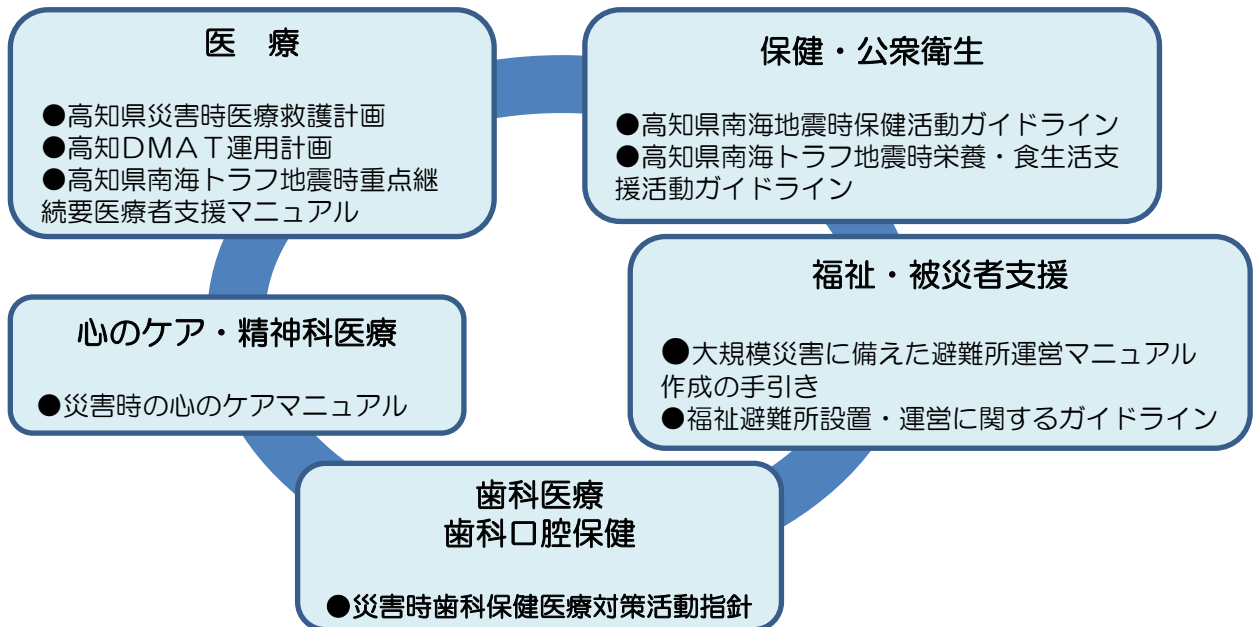 医　療
●高知県災害時医療救護計画
●高知ＤＭＡＴ運用計画
●高知県南海トラフ地震時重点継
続要医療者支援マニュアル
保健・公衆衛生
●高知県南海地震時保健活動ガイドライン
●高知県南海トラフ地震時栄養・食生活支
援活動ガイドライン
福祉・被災者支援
●大規模災害に備えた避難所運営マニュアル
作成の手引き
●福祉避難所設置・運営に関するガイドライン
心のケア・精神科医療
●災害時の心のケアマニュアル
歯科医療
歯科口腔保健
●災害時歯科保健医療対策活動指針